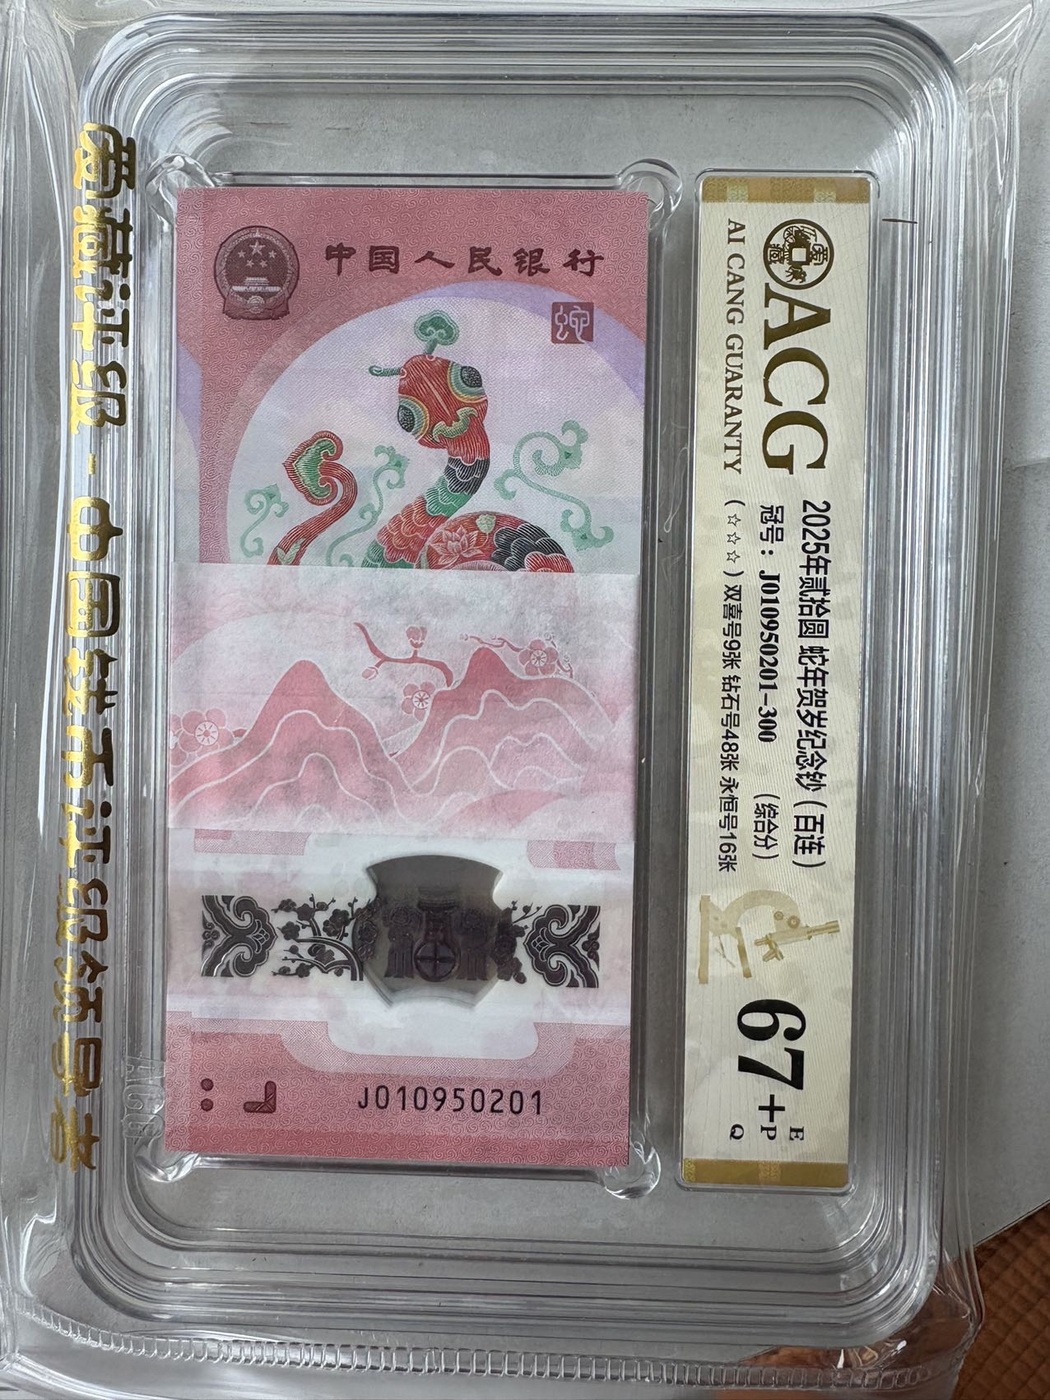 中国人民银行
J010950201
ACG
AI CANG GUARANTY
2025年贰拾圆 蛇年贺岁纪念钞（百连）
冠号：J010950201-300 （综合分）
（☆☆☆）双喜号9张 钻石号48张 永恒号16张
67+
E
P
Q
爱藏评级-中国钱币评级领导者